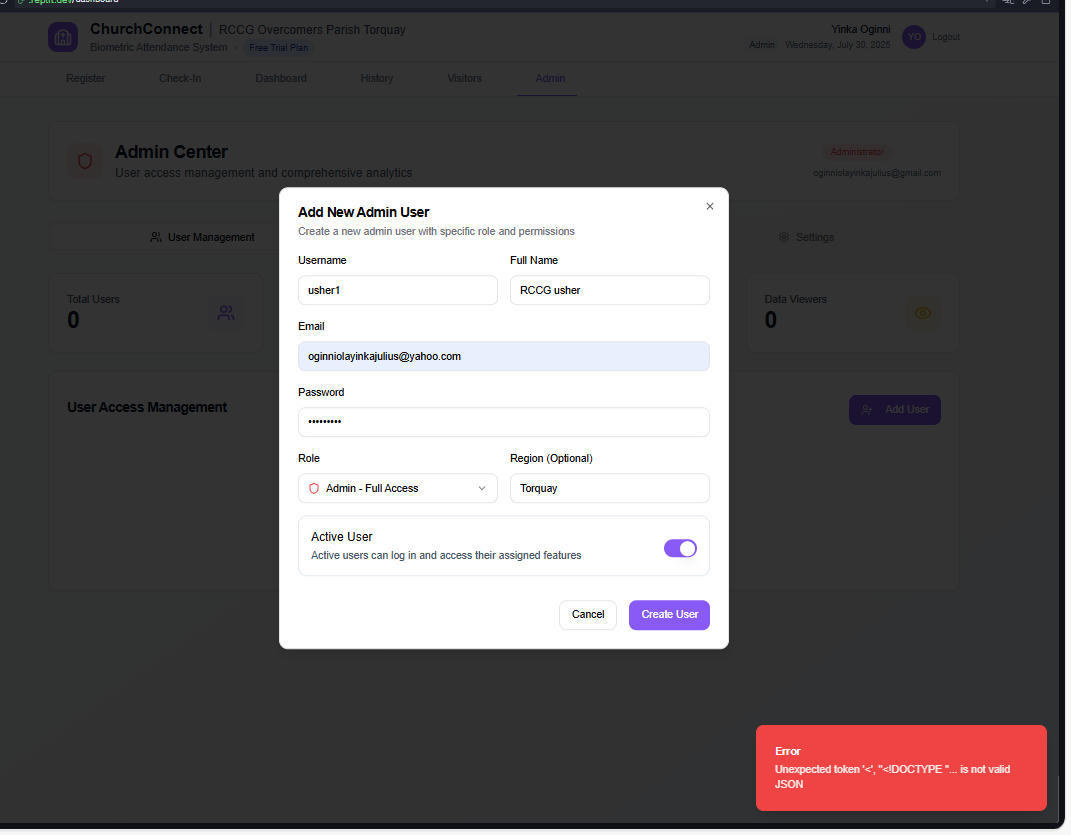 .replit.dev/dashboard
ChurchConnect | RCCG Overcomers Parish Torquay
Biometric Attendance System • Free Trial Plan
Yinka Oginni
Admin Wednesday, July 30, 2025
YO
Logout
Register Check-In Dashboard History Visitors Admin
Admin Center
User access management and comprehensive analytics
Administrator
oginniolayinkajulius@gmail.com
User Management
Settings
Total Users
0
Data Viewers
0
User Access Management
Add User
Add New Admin User
Create a new admin user with specific role and permissions
Username Full Name
usher1 RCCG usher
Email
oginniolayinkajulius@yahoo.com
Password
•••••••••
Role Region (Optional)
Admin - Full Access Torquay
Active User
Active users can log in and access their assigned features
Cancel Create User
Error
Unexpected token '<', "<!DOCTYPE "... is not valid
JSON